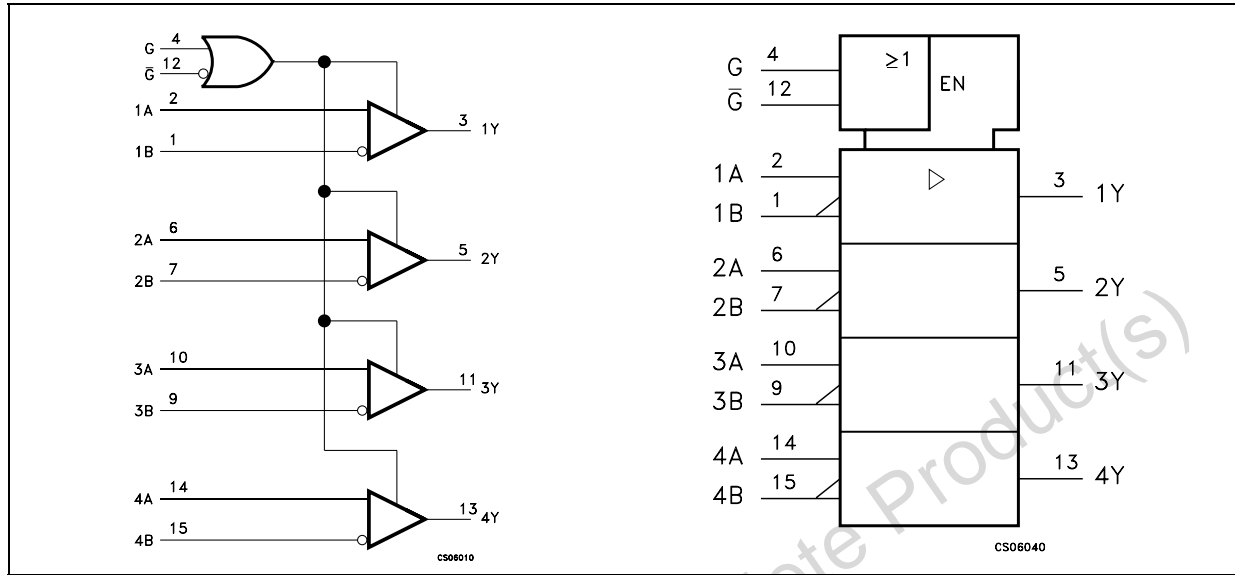 G 4
G̅ 12
1A 2
1B 1
3 1Y
2A 6
2B 7
5 2Y
3A 10
3B 9
11 3Y
4A 14
4B 15
13 4Y
CS06010
G 4
G̅ 12
≥1
EN
1A 2
1B 1
3 1Y
2A 6
2B 7
5 2Y
3A 10
3B 9
11 3Y
4A 14
4B 15
13 4Y
CS06040
Product(s)